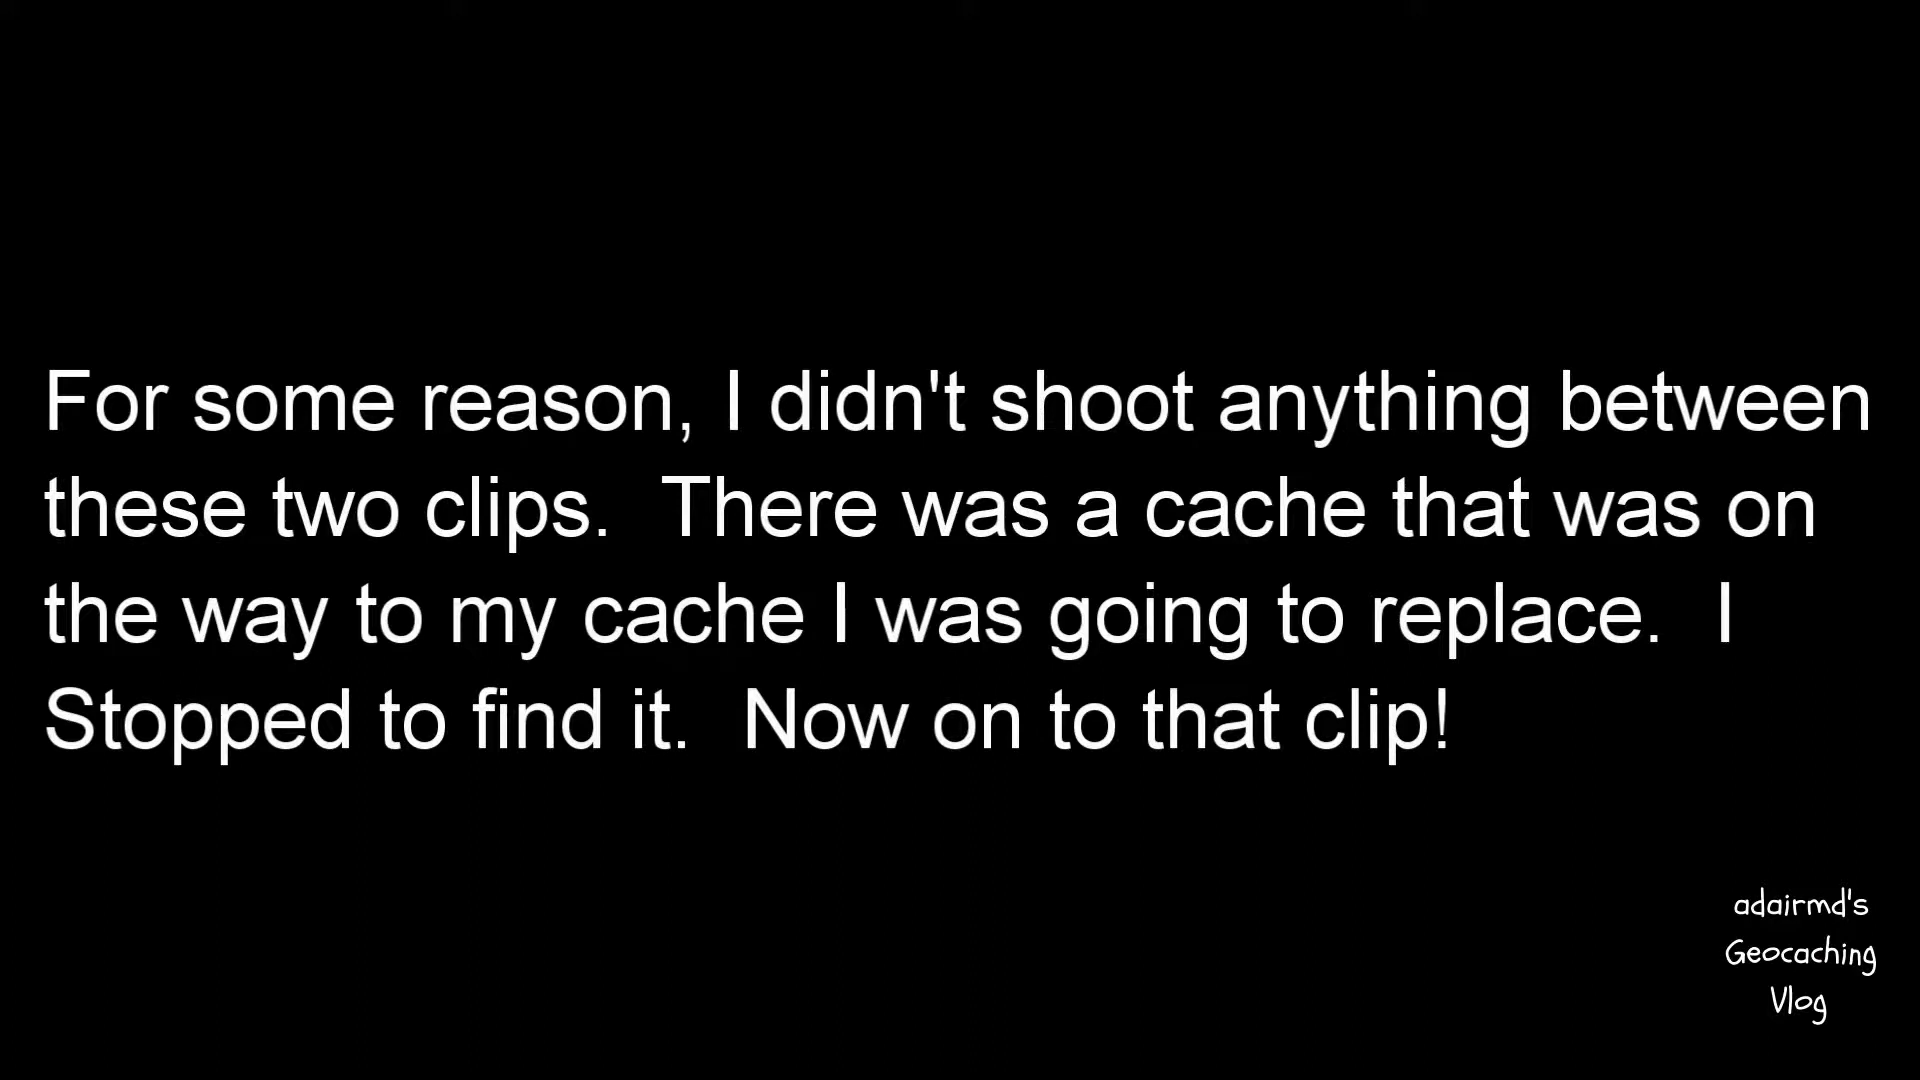 For some reason, I didn't shoot anything between
these two clips.  There was a cache that was on
the way to my cache I was going to replace.  I
Stopped to find it.  Now on to that clip!
adairmd's
Geocaching
Vlog